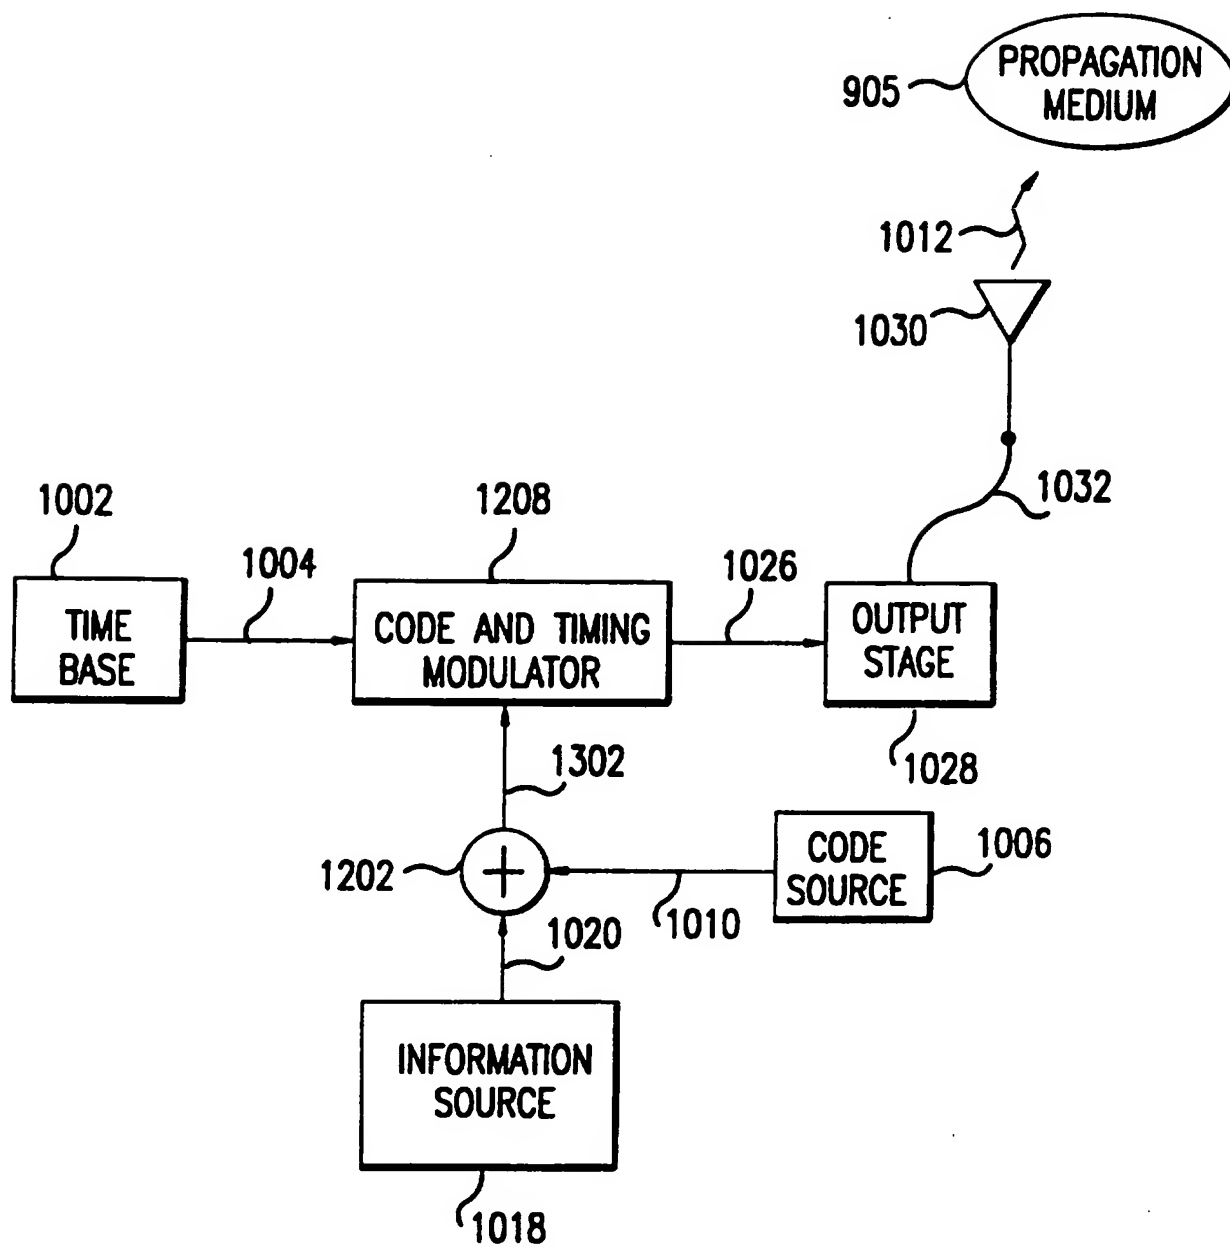 PROPAGATION
MEDIUM
905
1012
1030
1032
1002
1208
1004
1026
TIME
BASE
CODE AND TIMING
MODULATOR
OUTPUT
STAGE
1302
1028
1202
CODE
SOURCE
1006
1020
1010
INFORMATION
SOURCE
1018